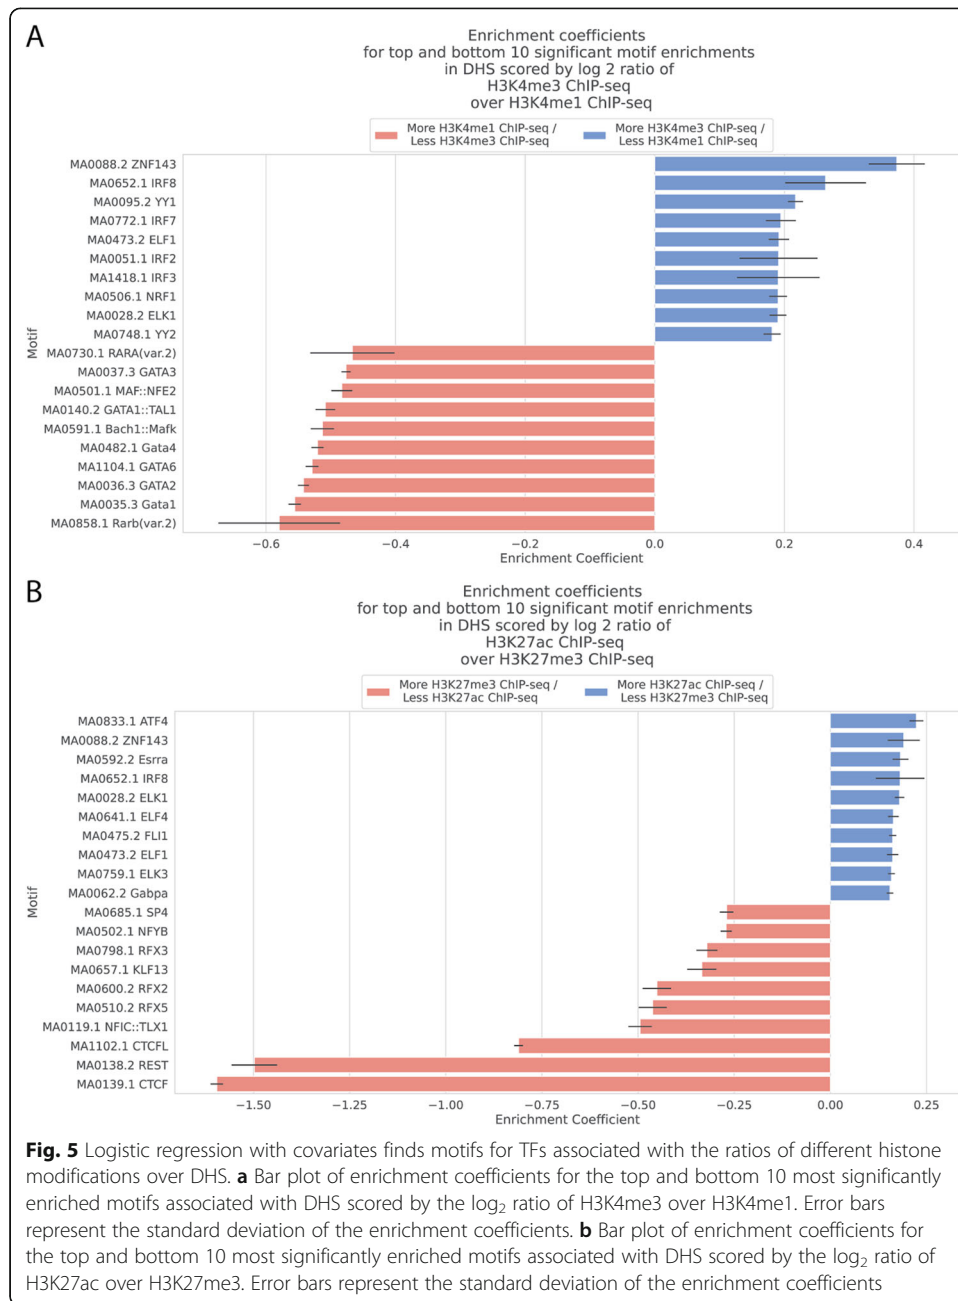 A
Enrichment coefficients
for top and bottom 10 significant motif enrichments
in DHS scored by log 2 ratio of
H3K4me3 ChIP-seq
over H3K4me1 ChIP-seq
More H3K4me1 ChIP-seq /
Less H3K4me3 ChIP-seq
More H3K4me3 ChIP-seq /
Less H3K4me1 ChIP-seq
Motif
MA0088.2 ZNF143
MA0652.1 IRF8
MA0095.2 YY1
MA0772.1 IRF7
MA0473.2 ELF1
MA0051.1 IRF2
MA1418.1 IRF3
MA0506.1 NRF1
MA0028.2 ELK1
MA0748.1 YY2
MA0730.1 RARA(var.2)
MA0037.3 GATA3
MA0501.1 MAF::NFE2
MA0140.2 GATA1::TAL1
MA0591.1 Bach1::Mafk
MA0482.1 Gata4
MA1104.1 GATA6
MA0036.3 GATA2
MA0035.3 Gata1
MA0858.1 Rarb(var.2)
−0.6 −0.4 −0.2 0.0 0.2 0.4
Enrichment Coefficient
B
Enrichment coefficients
for top and bottom 10 significant motif enrichments
in DHS scored by log 2 ratio of
H3K27ac ChIP-seq
over H3K27me3 ChIP-seq
More H3K27me3 ChIP-seq /
Less H3K27ac ChIP-seq
More H3K27ac ChIP-seq /
Less H3K27me3 ChIP-seq
Motif
MA0833.1 ATF4
MA0088.2 ZNF143
MA0592.2 Esrra
MA0652.1 IRF8
MA0028.2 ELK1
MA0641.1 ELF4
MA0475.2 FLI1
MA0473.2 ELF1
MA0759.1 ELK3
MA0062.2 Gabpa
MA0685.1 SP4
MA0502.1 NFYB
MA0798.1 RFX3
MA0657.1 KLF13
MA0600.2 RFX2
MA0510.2 RFX5
MA0119.1 NFIC::TLX1
MA1102.1 CTCFL
MA0138.2 REST
MA0139.1 CTCF
−1.50 −1.25 −1.00 −0.75 −0.50 −0.25 0.00 0.25
Enrichment Coefficient
Fig. 5 Logistic regression with covariates finds motifs for TFs associated with the ratios of different histone
modifications over DHS. a Bar plot of enrichment coefficients for the top and bottom 10 most significantly
enriched motifs associated with DHS scored by the log₂ ratio of H3K4me3 over H3K4me1. Error bars
represent the standard deviation of the enrichment coefficients. b Bar plot of enrichment coefficients for
the top and bottom 10 most significantly enriched motifs associated with DHS scored by the log₂ ratio of
H3K27ac over H3K27me3. Error bars represent the standard deviation of the enrichment coefficients